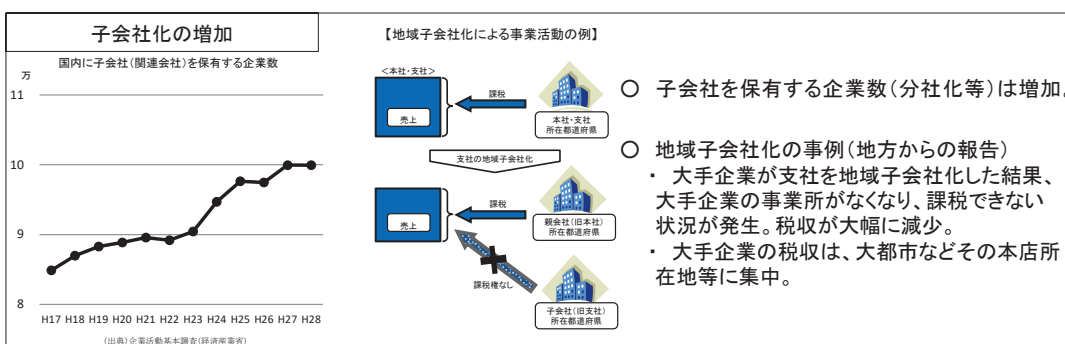 子会社化の増加
国内に子会社(関連会社)を保有する企業数
万
11
10
9
8
H17 H18 H19 H20 H21 H22 H23 H24 H25 H26 H27 H28
(出典)企業活動基本調査(経済産業省)
【地域子会社化による事業活動の例】
<本社・支社>
課税
売上
本社・支社
所在都道府県
支社の地域子会社化
課税
売上
親会社(旧本社)
所在都道府県
課税権なし
子会社(旧支社)
所在都道府県
○ 子会社を保有する企業数(分社化等)は増加。
○ 地域子会社化の事例(地方からの報告)
・ 大手企業が支社を地域子会社化した結果、
大手企業の事業所がなくなり、課税できない
状況が発生。税収が大幅に減少。
・ 大手企業の税収は、大都市などその本店所
在地等に集中。